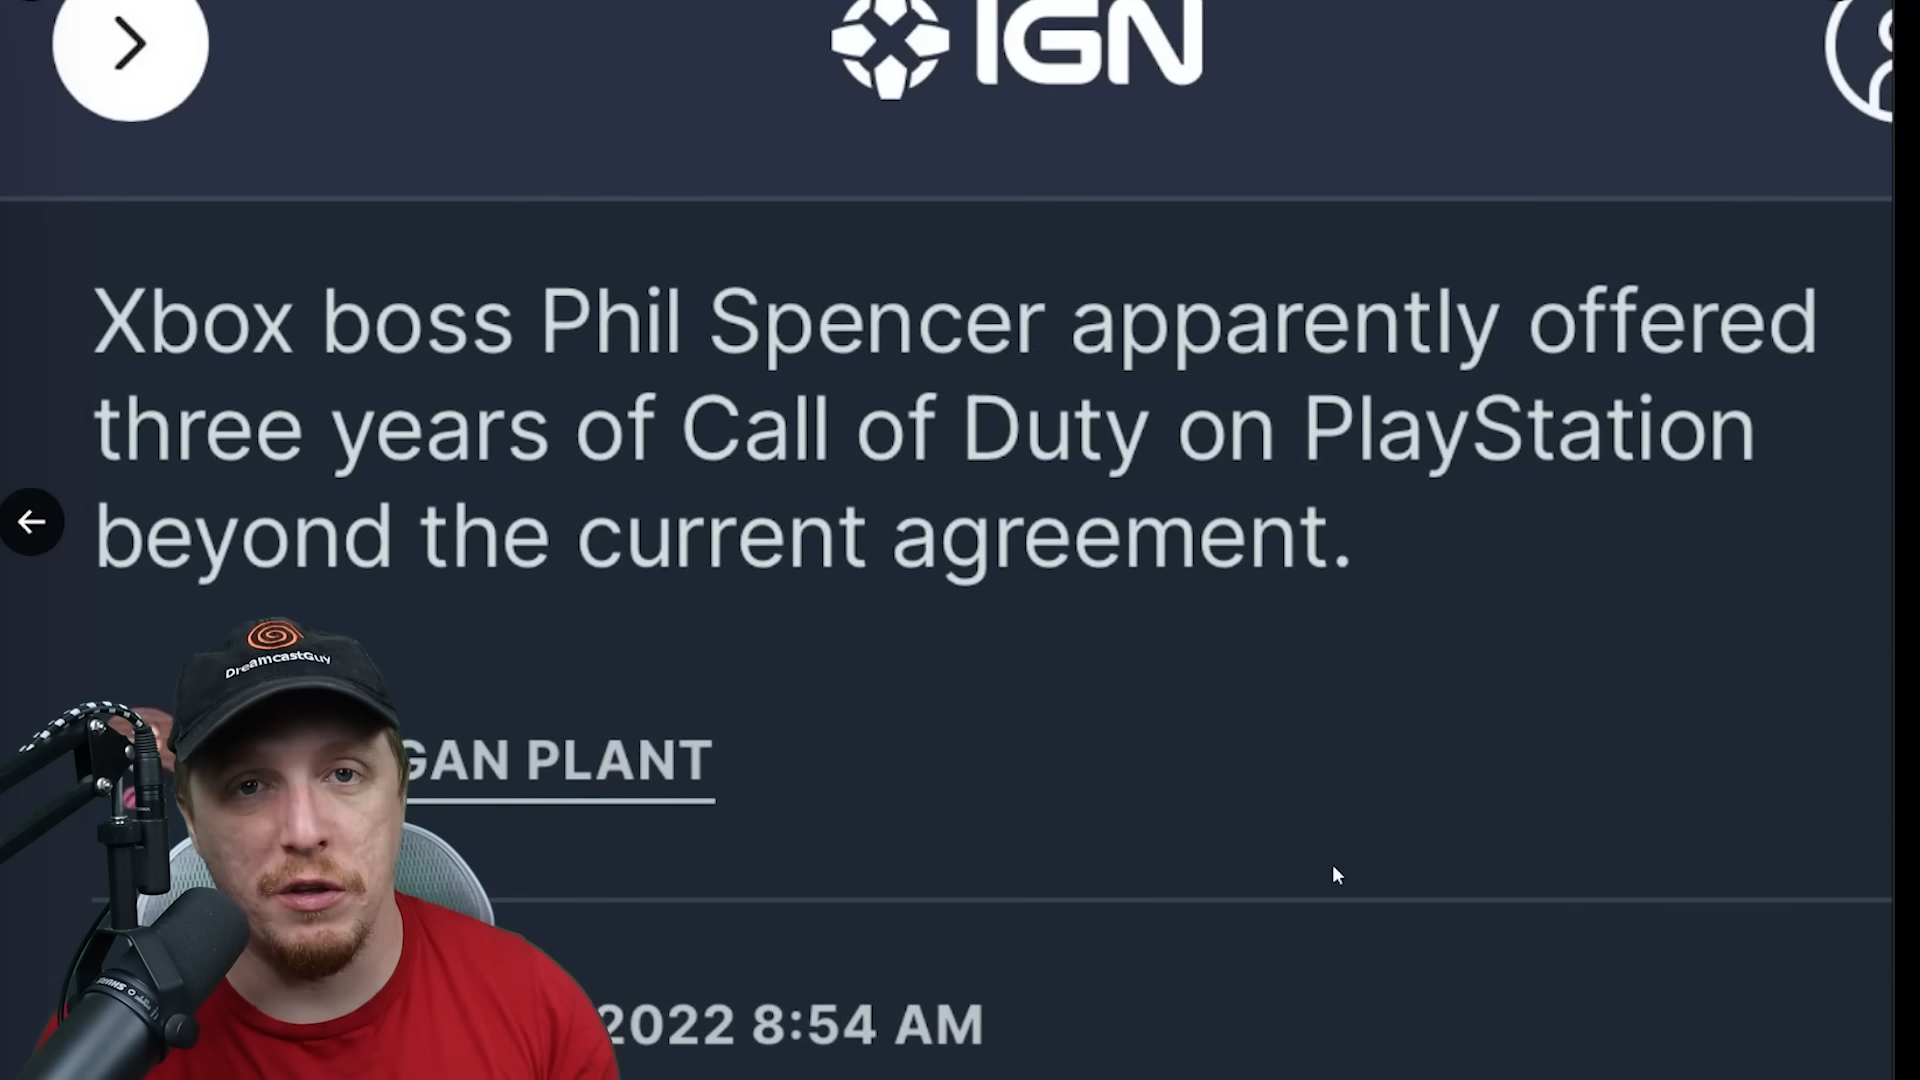 IGN
Xbox boss Phil Spencer apparently offered
three years of Call of Duty on PlayStation
beyond the current agreement.
DreamcastGuy
GAN PLANT
SHURE
2022 8:54 AM